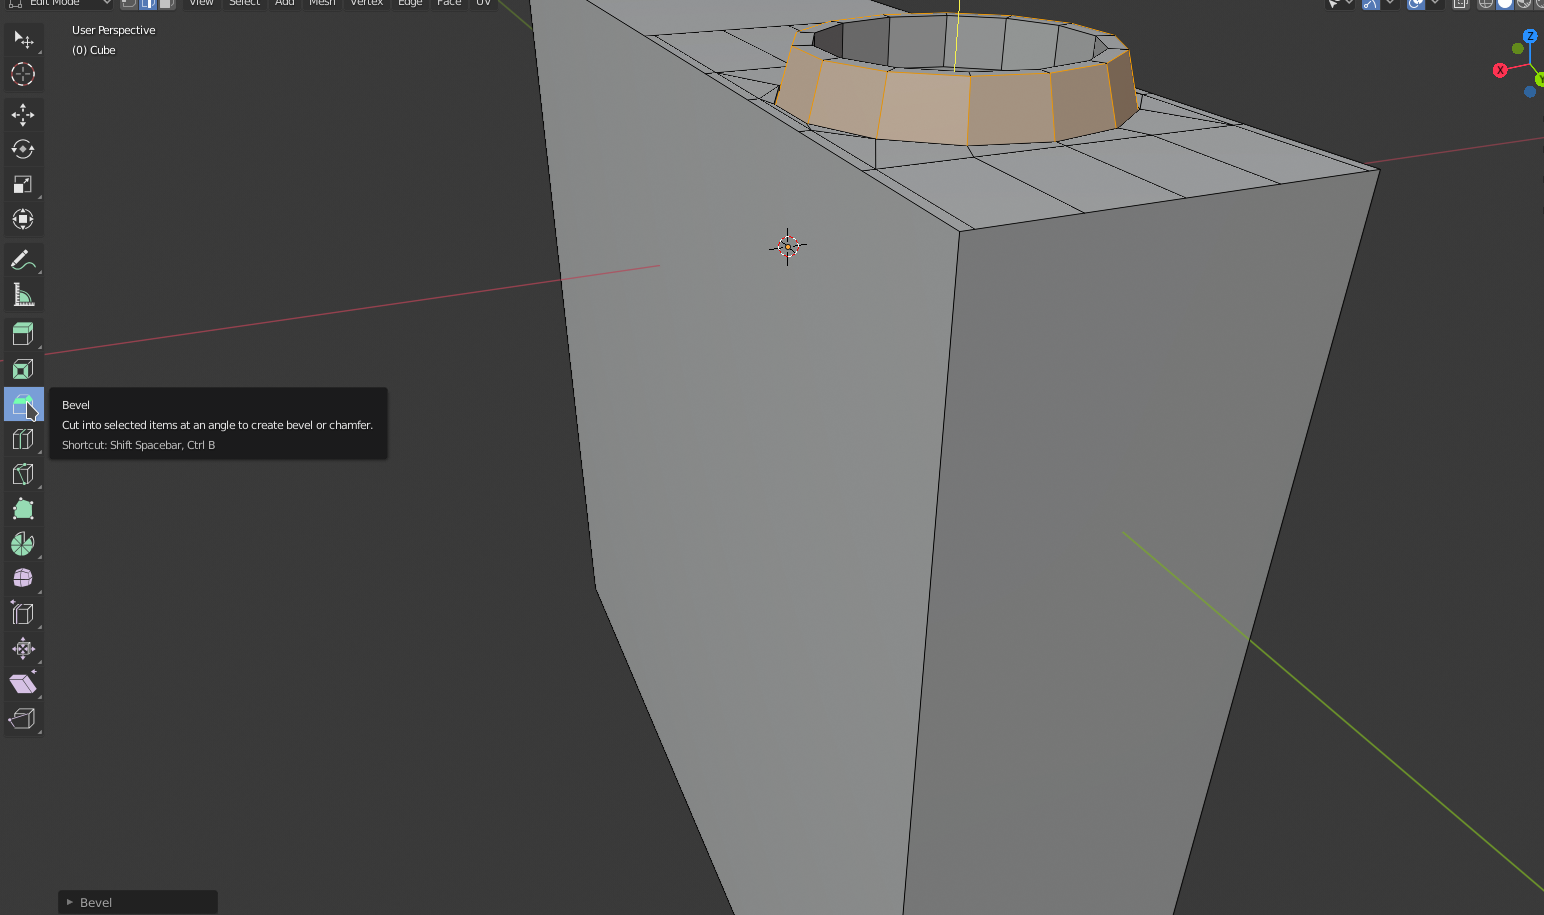 Edit Mode View Select Add Mesh Vertex Edge Face UV
User Perspective
(0) Cube
Z
X
Y
Bevel
Cut into selected items at an angle to create bevel or chamfer.
Shortcut: Shift Spacebar, Ctrl B
Bevel